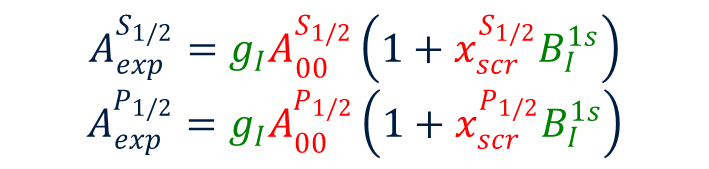 A_{exp}^{S_{1/2}} = g_I A_{00}^{S_{1/2}} (1 + x_{scr}^{S_{1/2}} B_I^{1s})
A_{exp}^{P_{1/2}} = g_I A_{00}^{P_{1/2}} (1 + x_{scr}^{P_{1/2}} B_I^{1s})